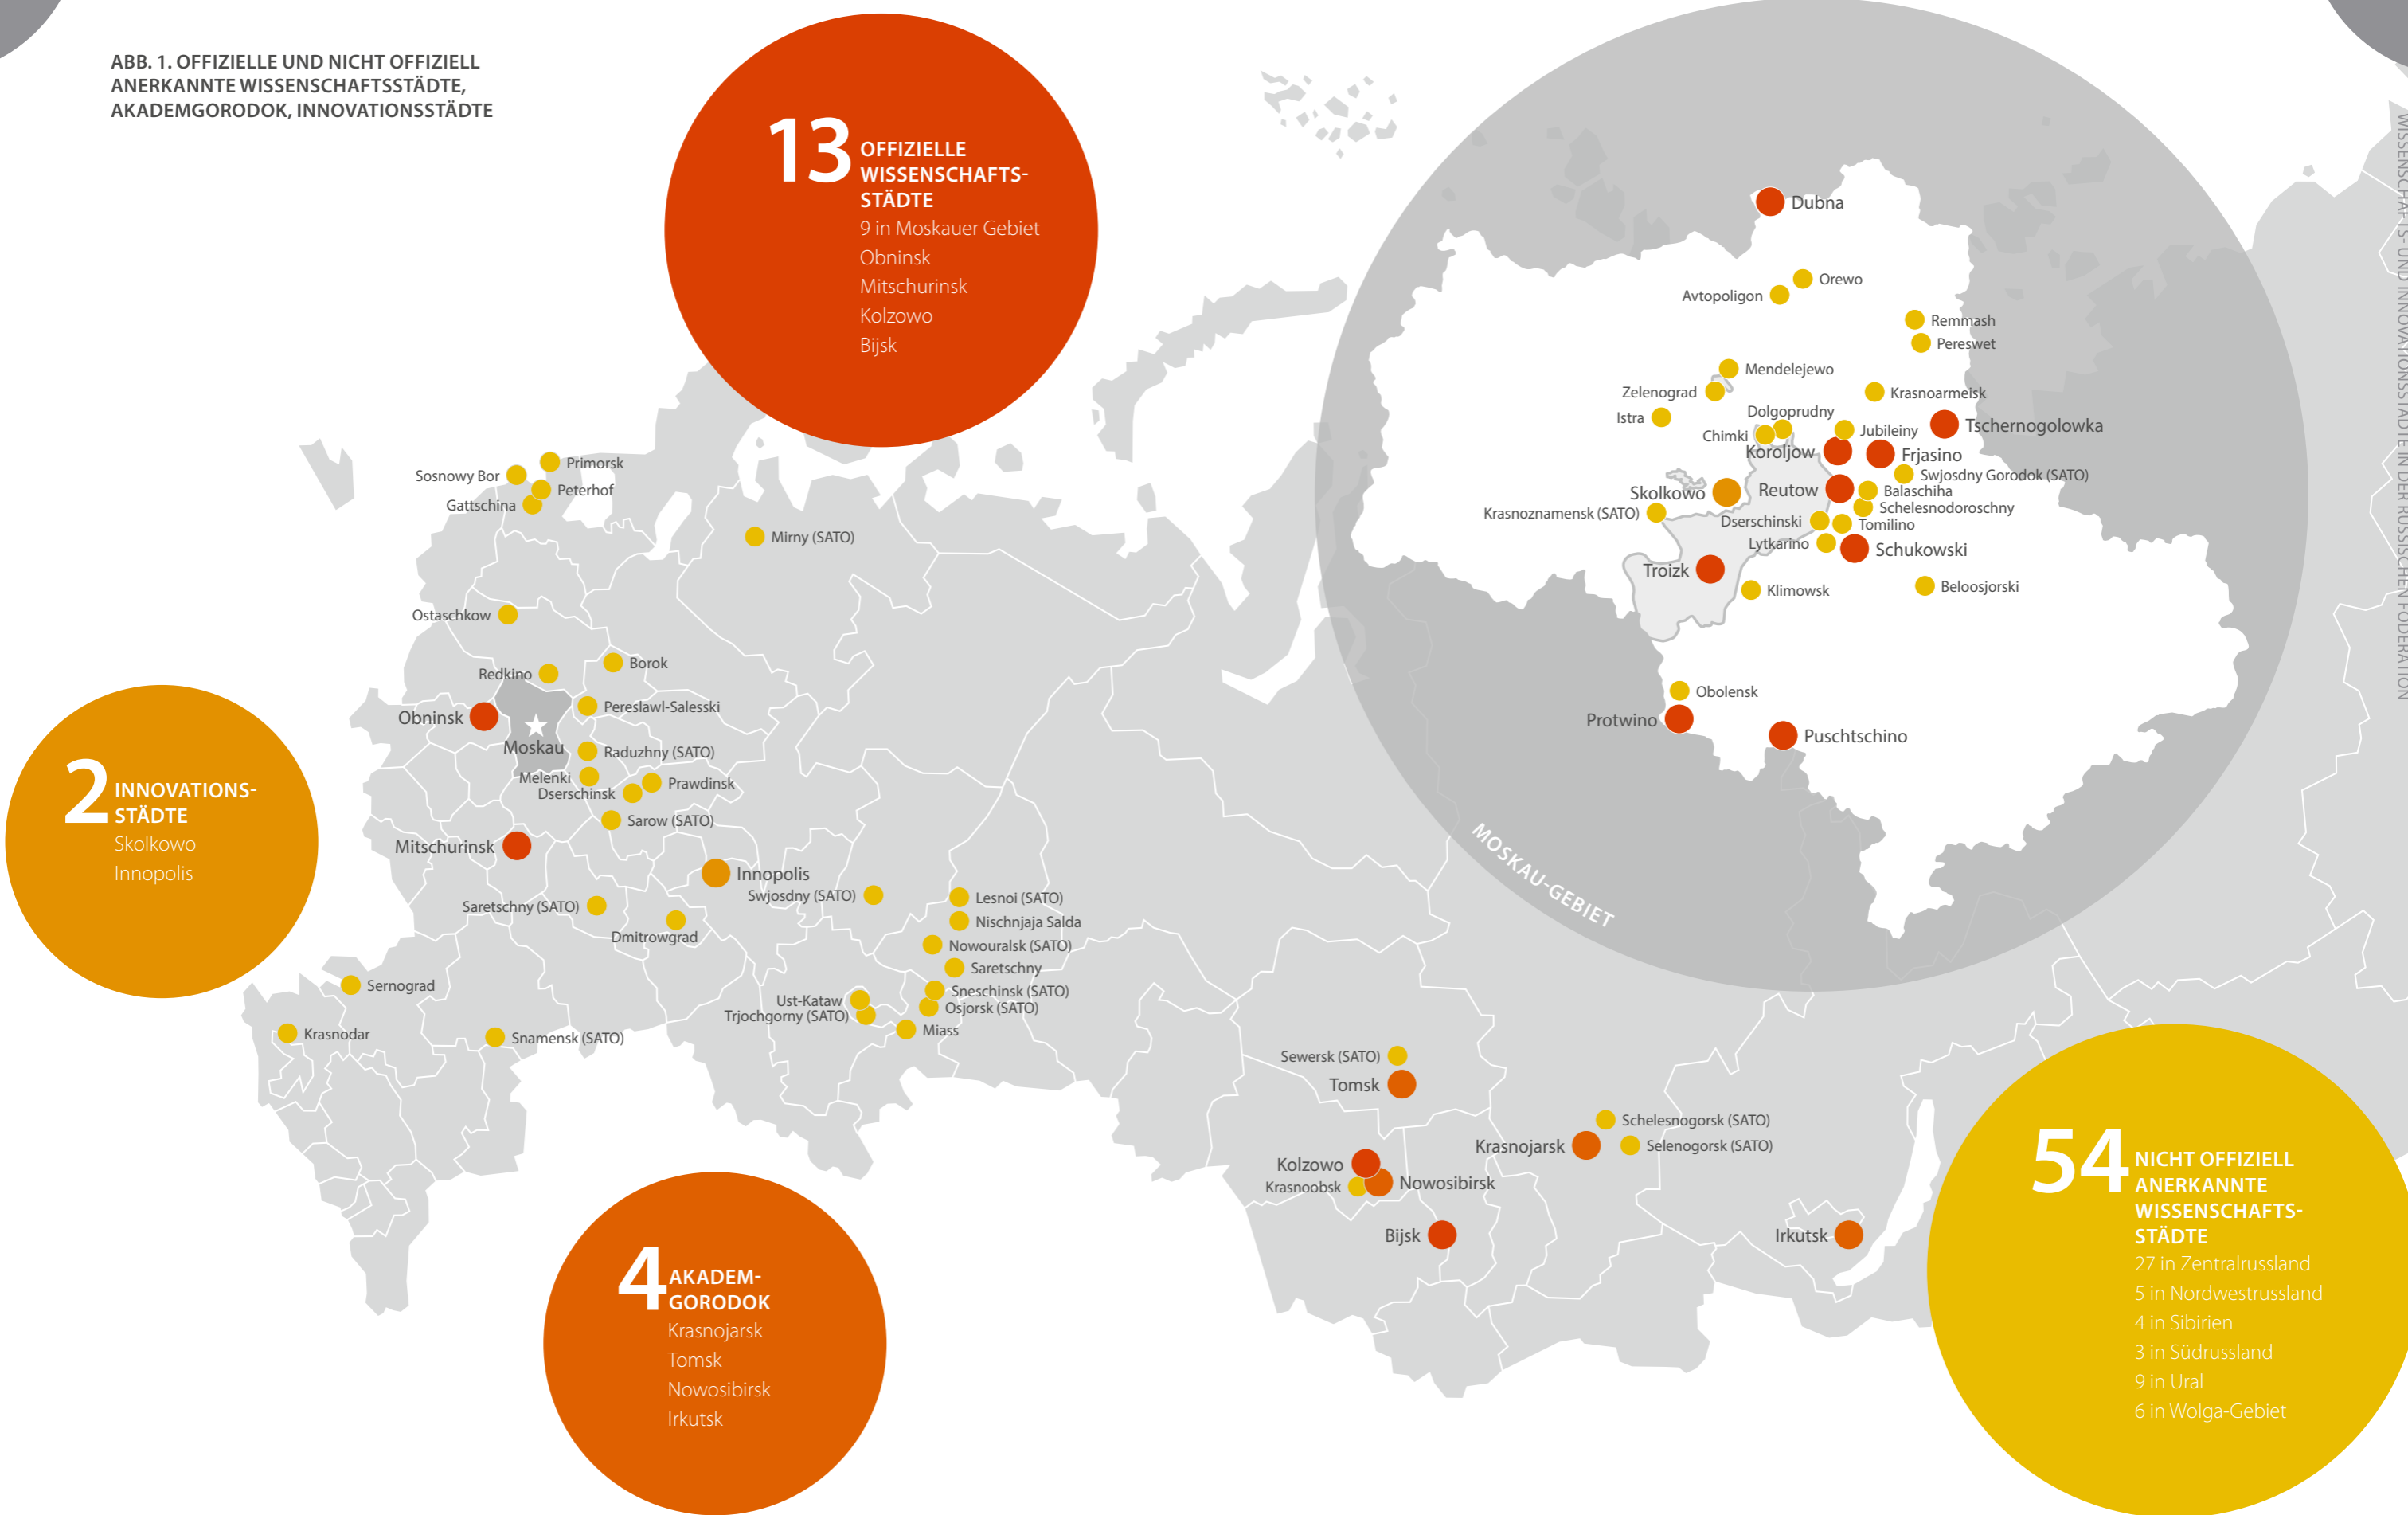 ABB. 1. OFFIZIELLE UND NICHT OFFIZIELL
ANERKANNTE WISSENSCHAFTSSTÄDTE,
AKADEMGORODOK, INNOVATIONSSTÄDTE
13 OFFIZIELLE
WISSENSCHAFTS-
STÄDTE
9 in Moskauer Gebiet
Obninsk
Mitschurinsk
Kolzowo
Bijsk
2 INNOVATIONS-
STÄDTE
Skolkowo
Innopolis
4 AKADEM-
GORODOK
Krasnojarsk
Tomsk
Nowosibirsk
Irkutsk
54 NICHT OFFIZIELL
ANERKANNTE
WISSENSCHAFTS-
STÄDTE
27 in Zentralrussland
5 in Nordwestrussland
4 in Sibirien
3 in Südrussland
9 in Ural
6 in Wolga-Gebiet
Dubna
Orewo
Avtopoligon
Remmash
Pereswet
Mendelejewo
Zelenograd
Krasnoarmeisk
Istra
Dolgoprudny
Tschernogolowka
Chimki
Jubileiny
Koroljow
Frjasino
Swjosdny Gorodok (SATO)
Skolkowo
Reutow
Balaschiha
Schelesnodoroschny
Krasnoznamensk (SATO)
Dserschinski
Tomilino
Lytkarino
Schukowski
Troizk
Klimowsk
Beloosjorski
Obolensk
Protwino
Puschtschino
MOSKAU-GEBIET
Primorsk
Sosnowy Bor
Peterhof
Gattschina
Mirny (SATO)
Ostaschkow
Borok
Redkino
Pereslawl-Salesski
Obninsk
Moskau
Raduzhny (SATO)
Melenki
Prawdinsk
Dserschinsk
Sarow (SATO)
Mitschurinsk
Innopolis
Swjosdny (SATO)
Lesnoi (SATO)
Saretschny (SATO)
Nischnjaja Salda
Dmitrowgrad
Nowouralsk (SATO)
Saretschny
Sernograd
Sneschinsk (SATO)
Ust-Kataw
Osjorsk (SATO)
Trjochgorny (SATO)
Miass
Krasnodar
Snamensk (SATO)
Sewersk (SATO)
Tomsk
Schelesnogorsk (SATO)
Krasnojarsk
Selenogorsk (SATO)
Kolzowo
Krasnoobsk
Nowosibirsk
Bijsk
Irkutsk
WISSENSCHAFTS- UND INNOVATIONSSTÄDTE IN DER RUSSISCHEN FÖDERATION